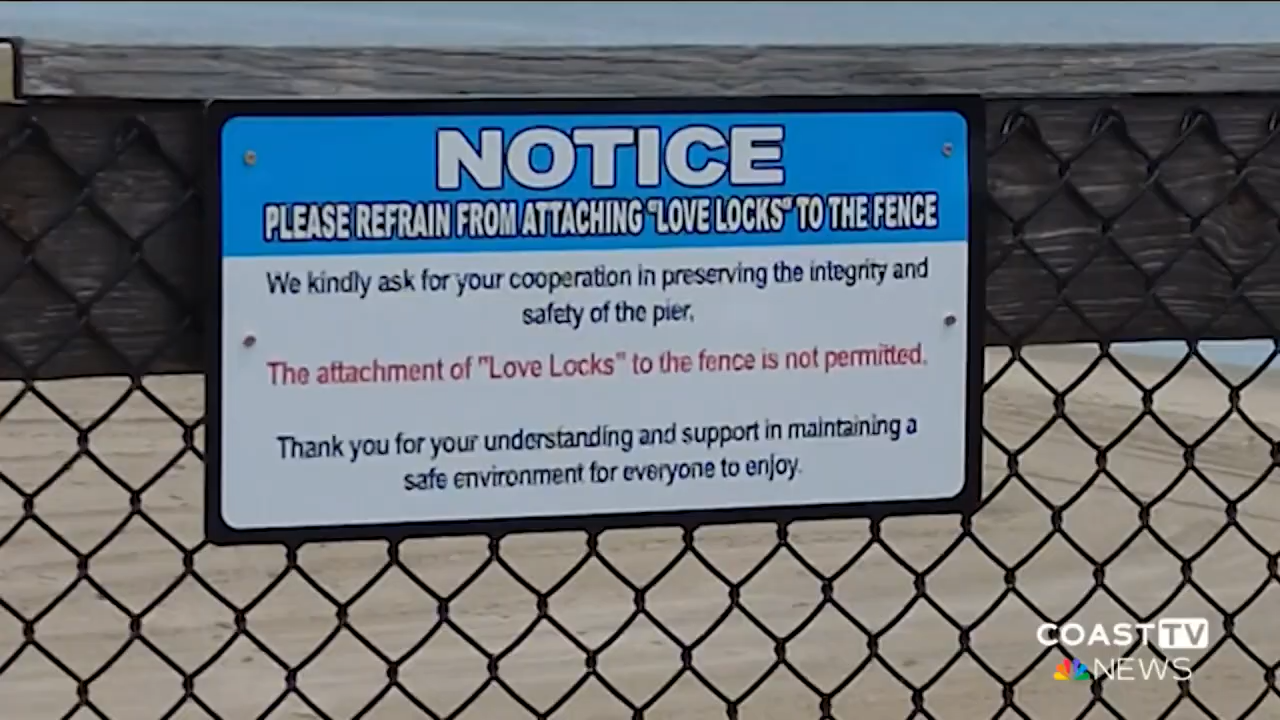 NOTICE
PLEASE REFRAIN FROM ATTACHING "LOVE LOCKS" TO THE FENCE
We kindly ask for your cooperation in preserving the integrity and
safety of the pier.
The attachment of "Love Locks" to the fence is not permitted.
Thank you for your understanding and support in maintaining a
safe environment for everyone to enjoy.
COAST TV
NEWS